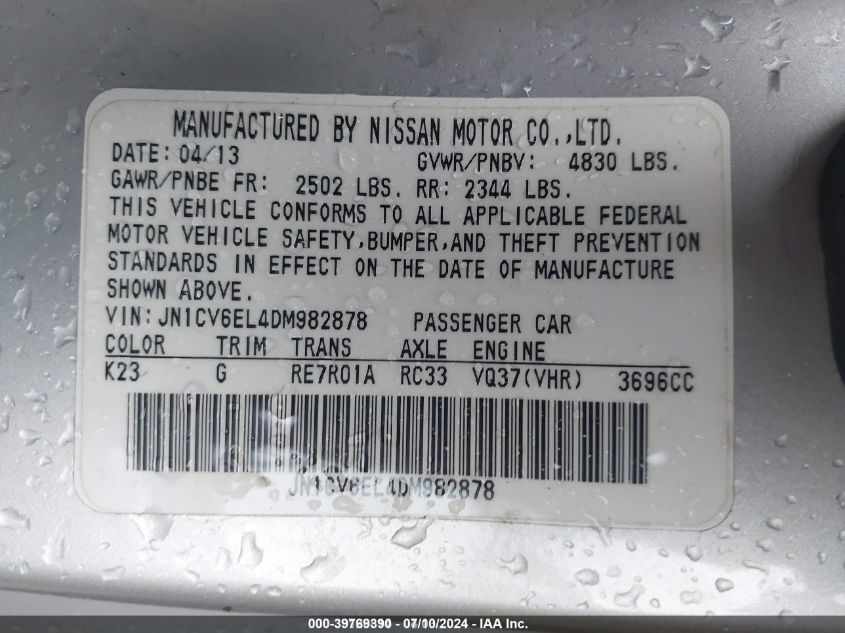 MANUFACTURED BY NISSAN MOTOR CO.,LTD.
DATE: 04/13 GVWR/PNBV: 4830 LBS.
GAWR/PNBE FR: 2502 LBS. RR: 2344 LBS.
THIS VEHICLE CONFORMS TO ALL APPLICABLE FEDERAL
MOTOR VEHICLE SAFETY,BUMPER,AND THEFT PREVENTION
STANDARDS IN EFFECT ON THE DATE OF MANUFACTURE
SHOWN ABOVE.
VIN:JN1CV6EL4DM982878 PASSENGER CAR
COLOR TRIM TRANS AXLE ENGINE
K23 G RE7R01A RC33 VQ37(VHR) 3696CC
JN1CV6EL4DM982878
000-39769390 - 07/10/2024 - IAA Inc.